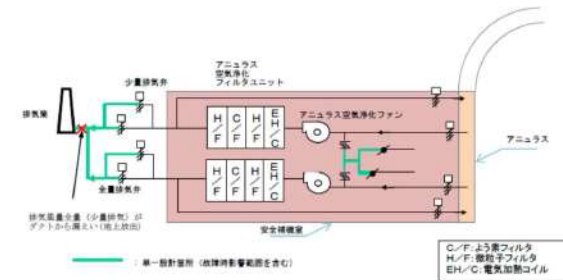 アニュラス
空気浄化
フィルタユニット
少量排気弁
排気筒
アニュラス空気浄化ファン
H/F
C/F
H/F
EH/C
アニュラス
H/F
C/F
H/F
EH/C
全量排気弁
排気風量全量（少量排気）が
ダクトから漏えい(地上放出)
安全補機室
：単一設計箇所（故障時影響範囲を含む）
C/F:よう素フィルタ
H/F:微粒子フィルタ
EH/C:電気加熱コイル